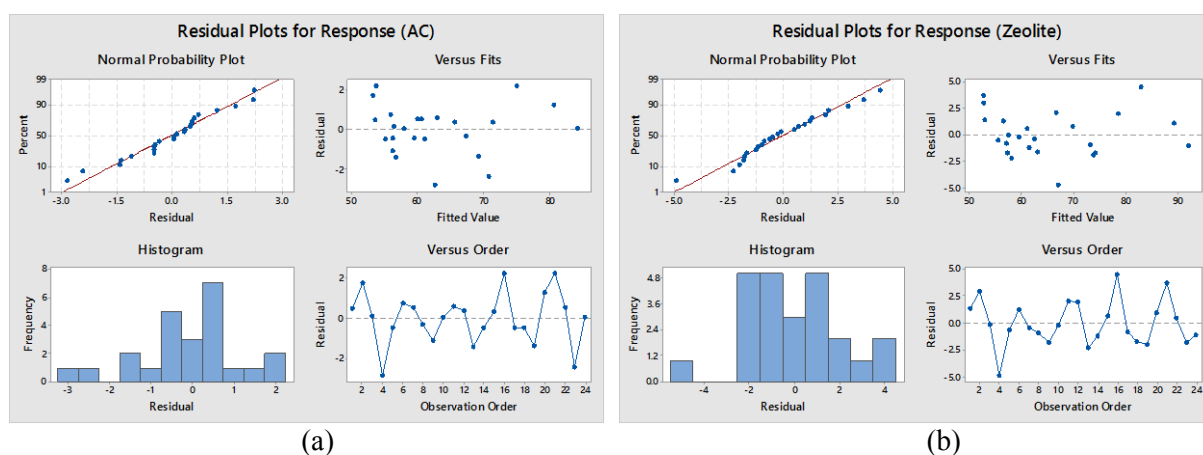 Residual Plots for Response (AC)
Normal Probability Plot
Versus Fits
99
90
50
10
1
Percent
-3.0 -1.5 0.0 1.5 3.0
Residual
2
0
-2
Residual
50 60 70 80
Fitted Value
Histogram
Versus Order
8
6
4
2
0
Frequency
-3 -2 -1 0 1 2
Residual
2
0
-2
Residual
2 4 6 8 10 12 14 16 18 20 22 24
Observation Order
(a)
Residual Plots for Response (Zeolite)
Normal Probability Plot
Versus Fits
99
90
50
10
1
Percent
-5.0 -2.5 0.0 2.5 5.0
Residual
5.0
2.5
0.0
-2.5
-5.0
Residual
50 60 70 80 90
Fitted Value
Histogram
Versus Order
4.8
3.6
2.4
1.2
0.0
Frequency
-4 -2 0 2 4
Residual
5.0
2.5
0.0
-2.5
-5.0
Residual
2 4 6 8 10 12 14 16 18 20 22 24
Observation Order
(b)